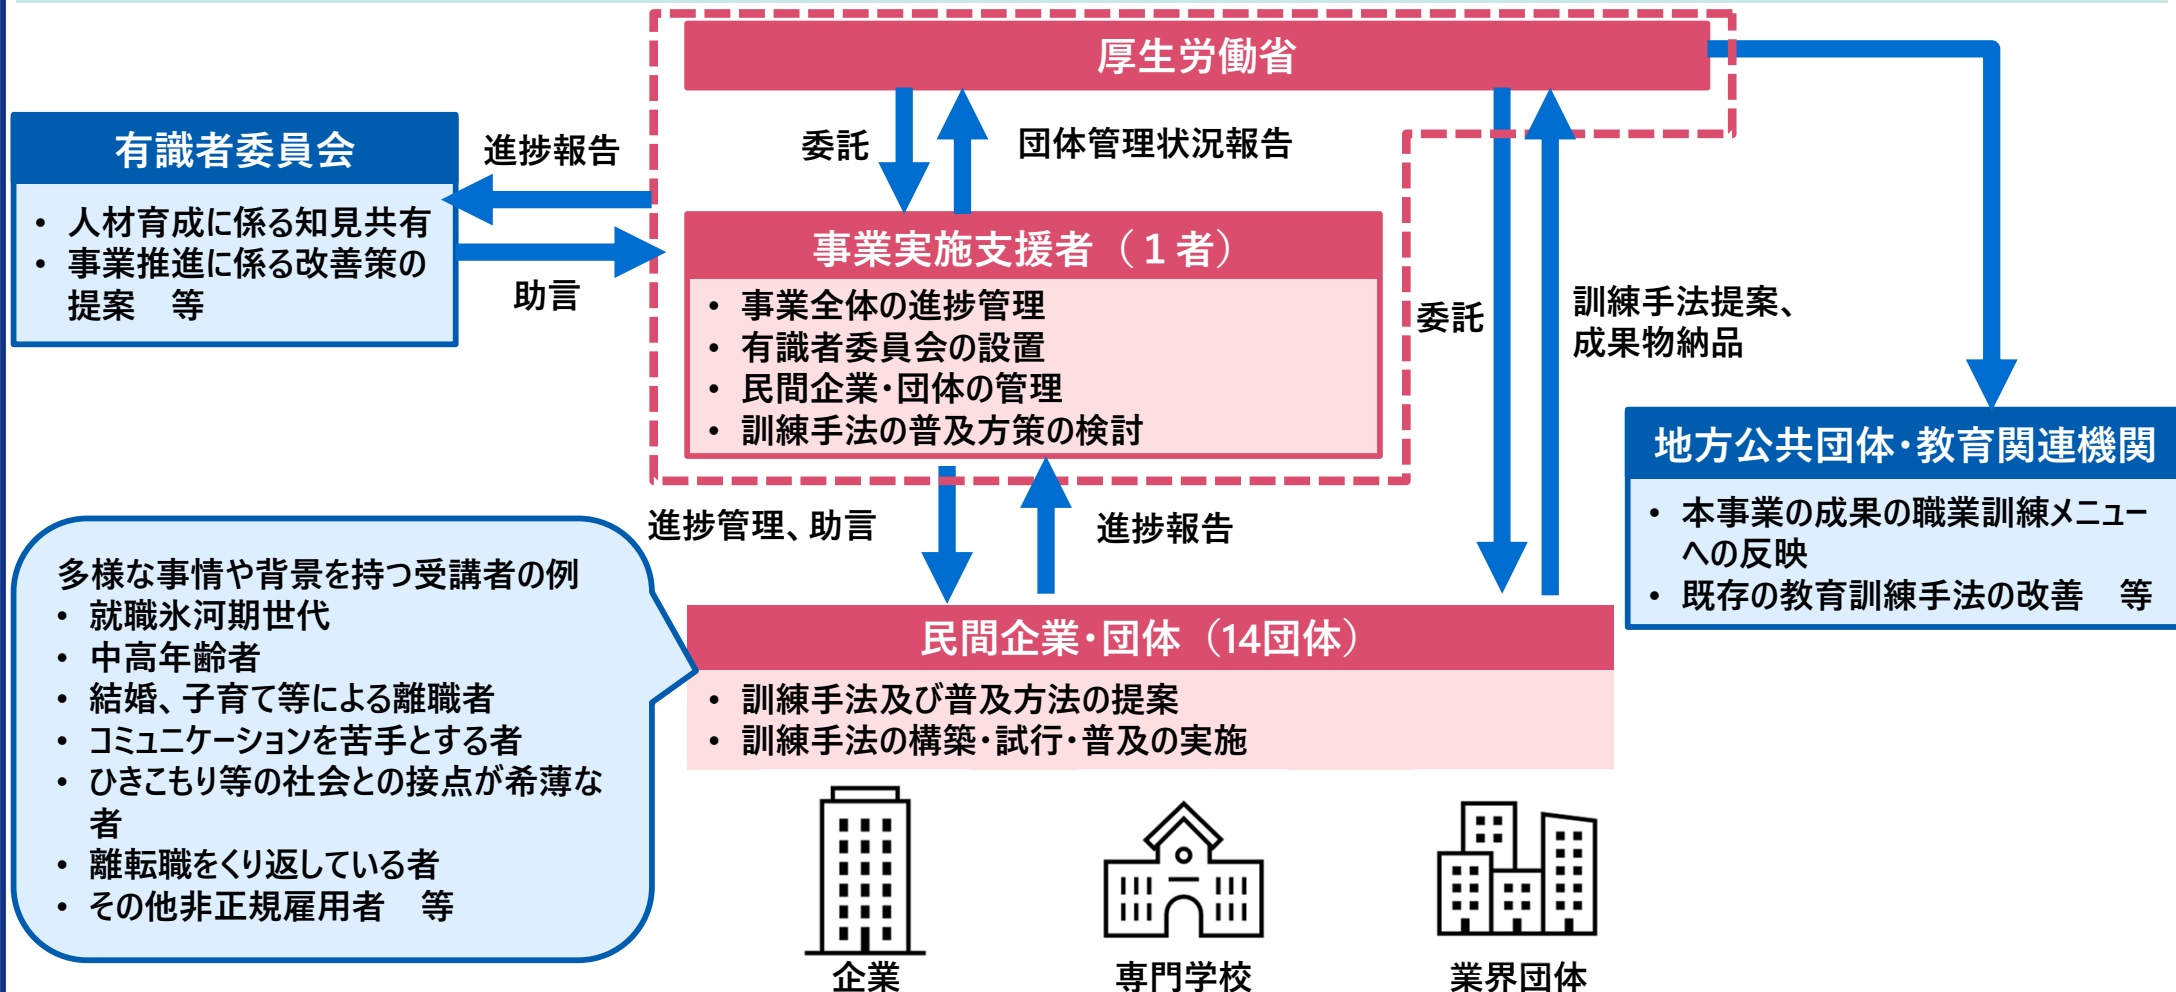 厚生労働省
有識者委員会
・ 人材育成に係る知見共有
・ 事業推進に係る改善策の
提案　等
進捗報告
助言
委託
団体管理状況報告
事業実施支援者（１者）
・ 事業全体の進捗管理
・ 有識者委員会の設置
・ 民間企業・団体の管理
・ 訓練手法の普及方策の検討
委託
訓練手法提案、
成果物納品
地方公共団体・教育関連機関
・ 本事業の成果の職業訓練メニュー
への反映
・ 既存の教育訓練手法の改善　等
進捗管理、助言
進捗報告
多様な事情や背景を持つ受講者の例
・ 就職氷河期世代
・ 中高年齢者
・ 結婚、子育て等による離職者
・ コミュニケーションを苦手とする者
・ ひきこもり等の社会との接点が希薄な
者
・ 離転職をくり返している者
・ その他非正規雇用者　等
民間企業・団体（14団体）
・ 訓練手法及び普及方法の提案
・ 訓練手法の構築・試行・普及の実施
企業
専門学校
業界団体